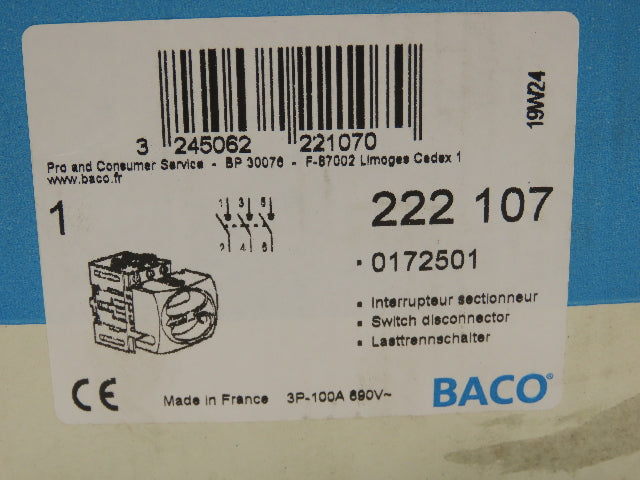 19W24
3 245062 221070
Pro and Consumer Service - BP 30076 - F-87002 Limoges Cedex 1
www.baco.fr
1
1 3 5
2 4 6
222 107
0172501
Interrupteur sectionneur
Switch disconnector
Lasttrennschalter
CE
Made in France 3P-100A 690V~
BACO®